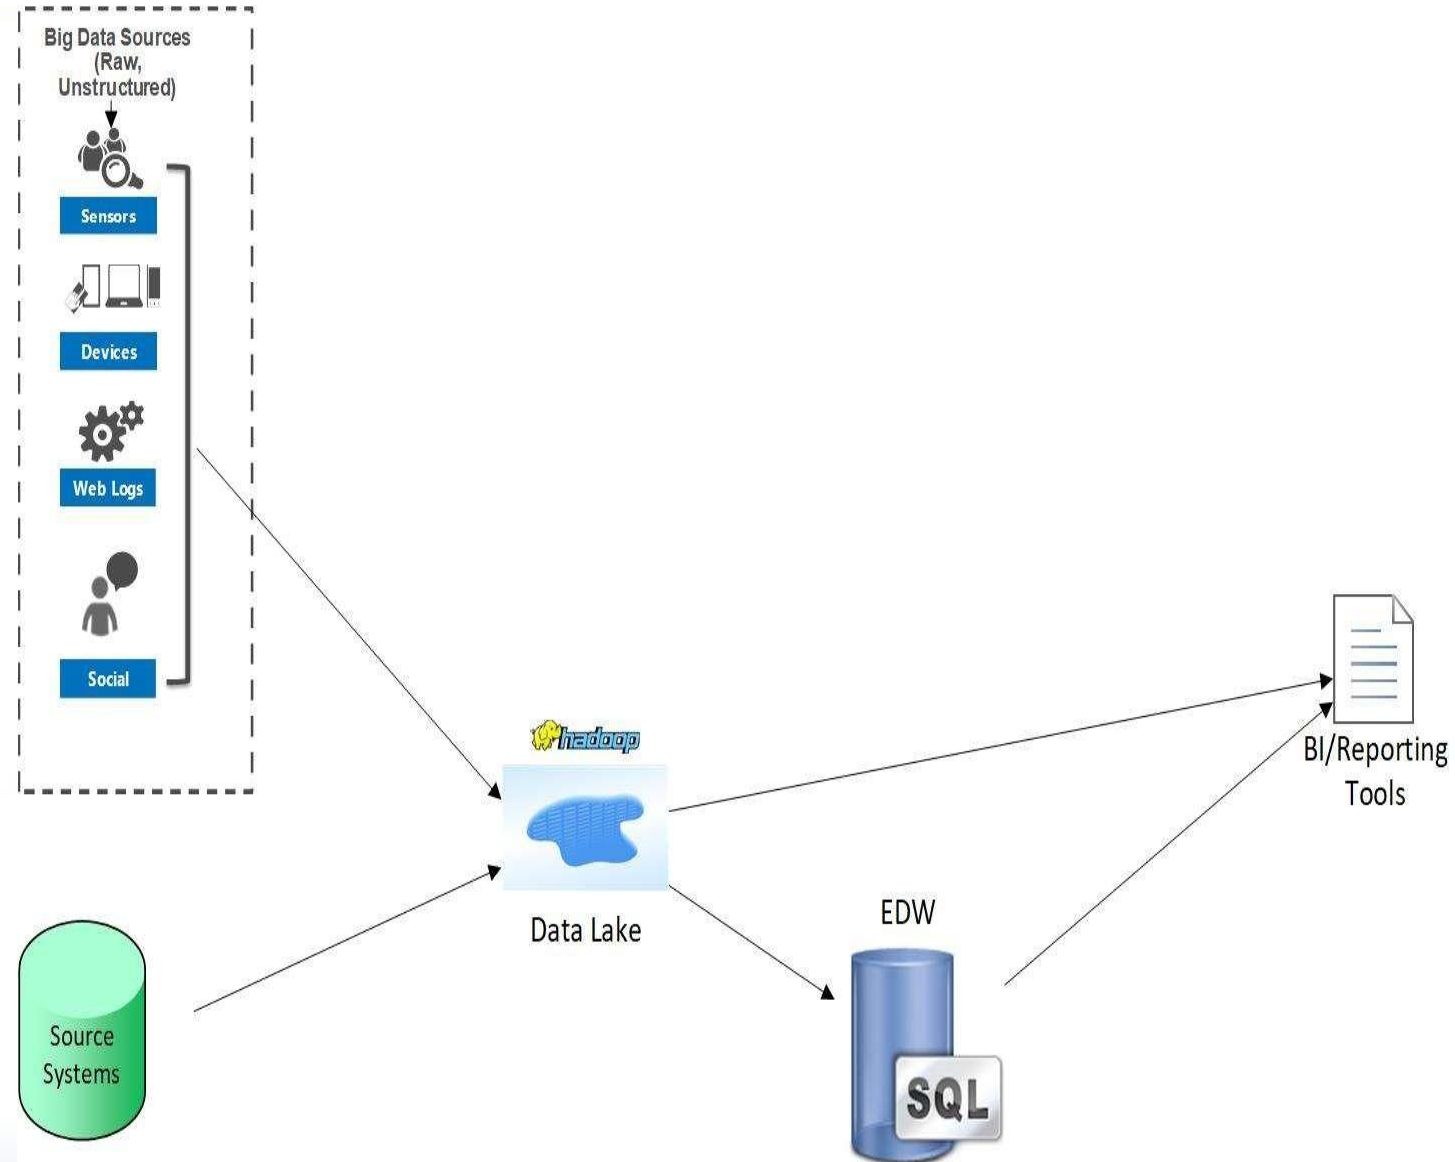 Big Data Sources
(Raw,
Unstructured)
Sensors
Devices
Web Logs
Social
hadoop
Data Lake
BI/Reporting
Tools
EDW
SQL
Source
Systems